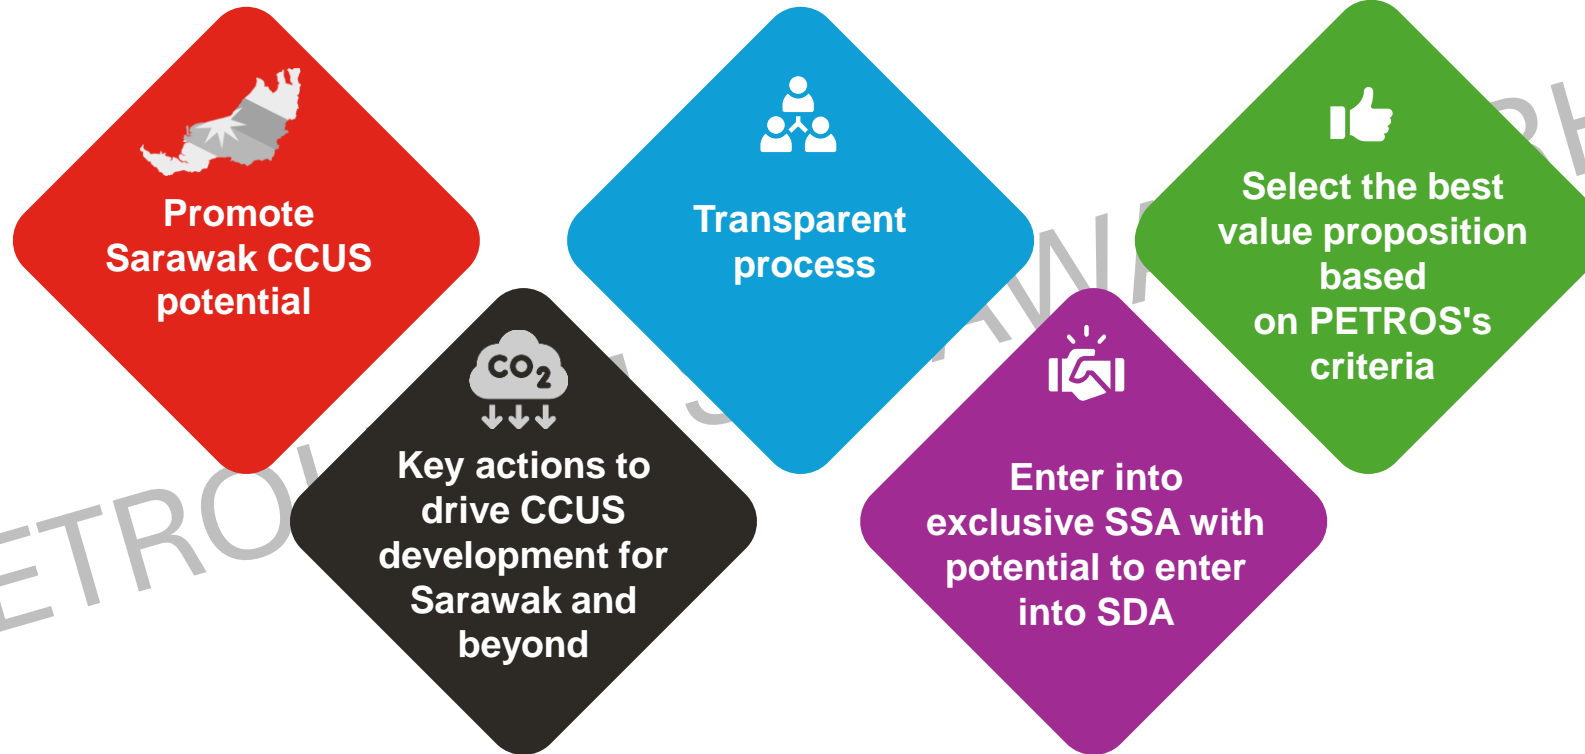 Promote
Sarawak CCUS
potential
CO2
Key actions to
drive CCUS
development for
Sarawak and
beyond
Transparent
process
Enter into
exclusive SSA with
potential to enter
into SDA
Select the best
value proposition
based
on PETROS's
criteria